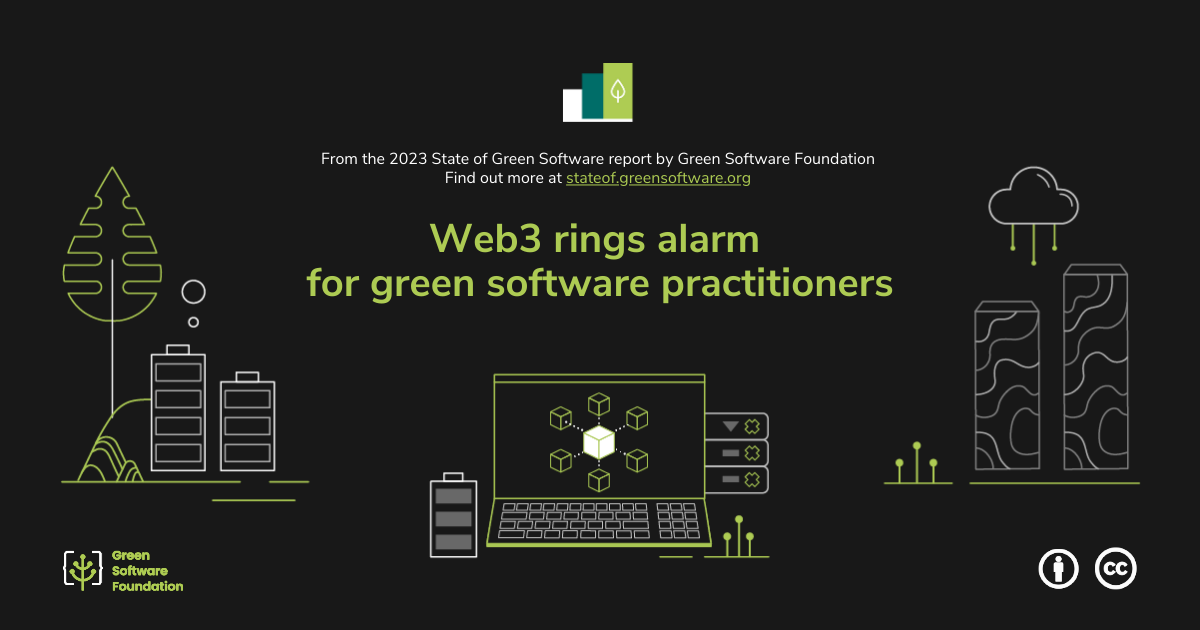 From the 2023 State of Green Software report by Green Software Foundation
Find out more at stateof.greensoftware.org
Web3 rings alarm
for green software practitioners
Green
Software
Foundation
cc